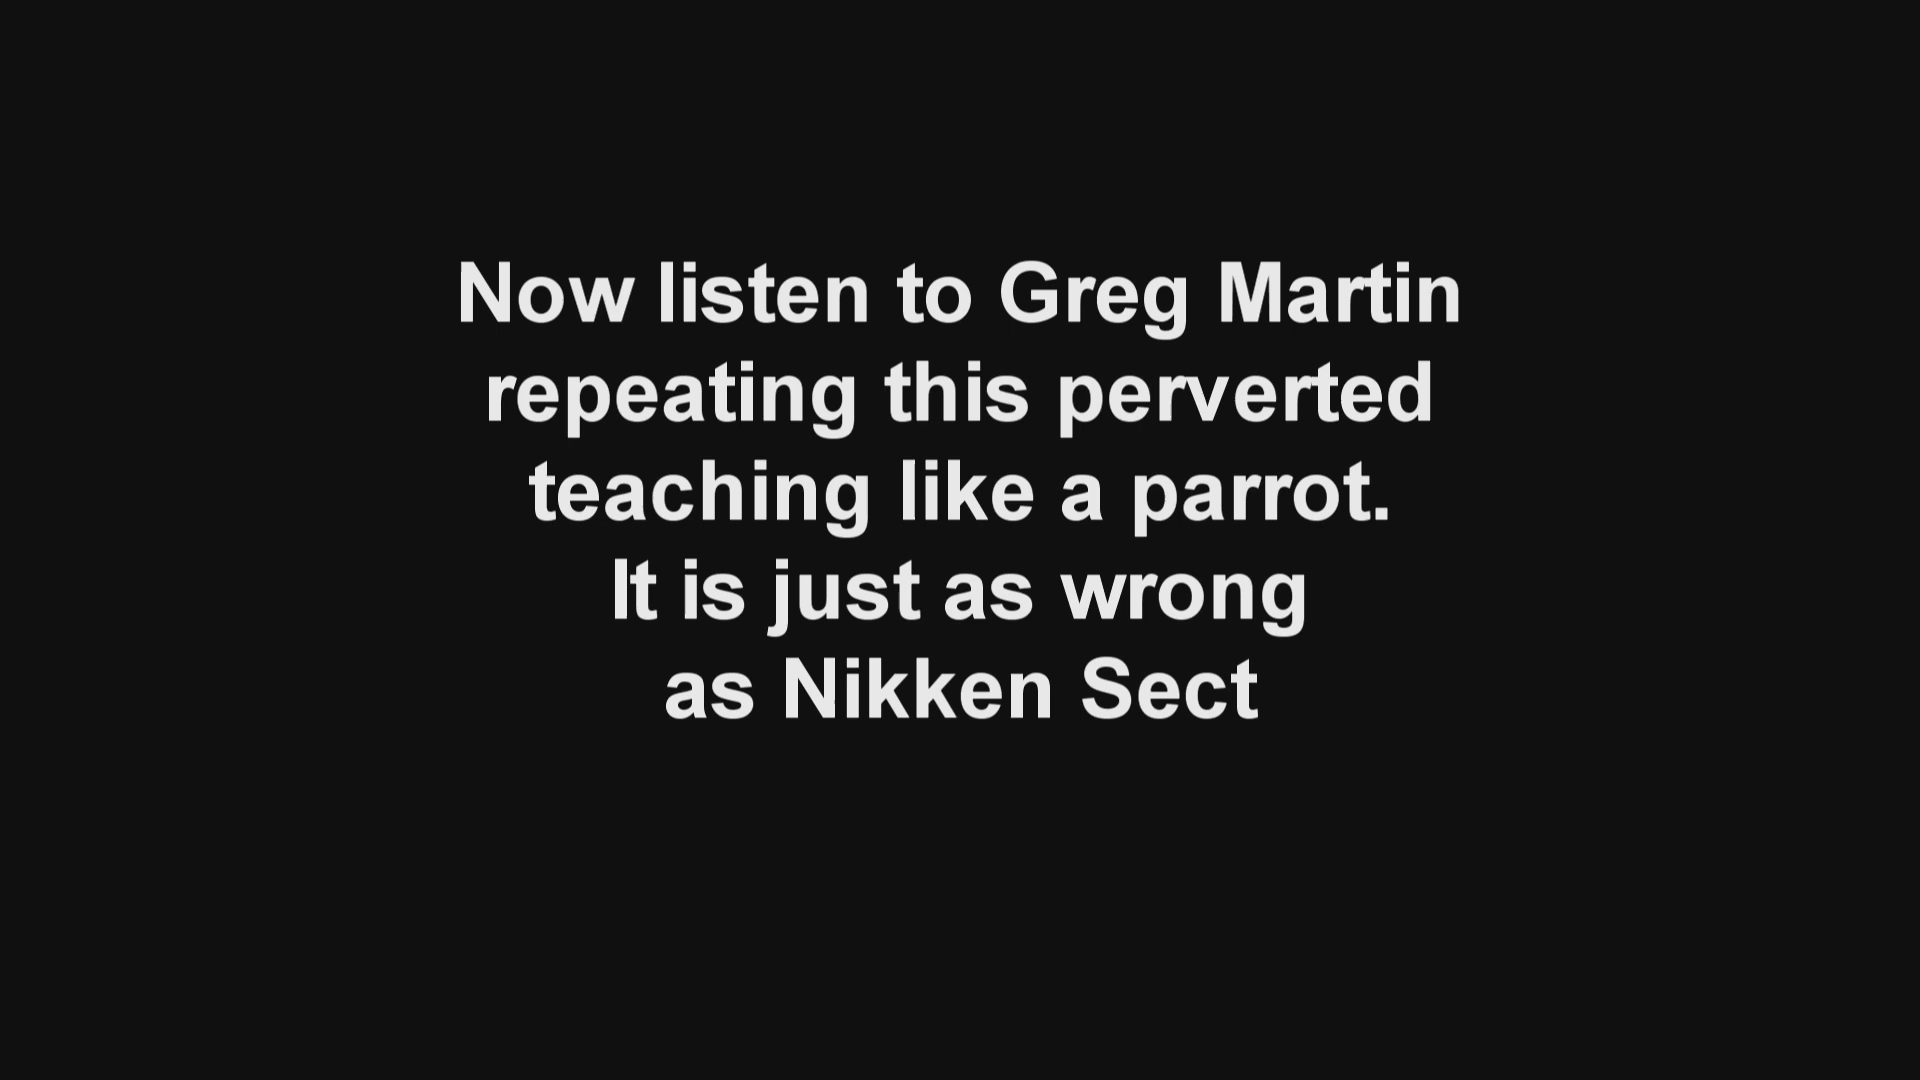 Now listen to Greg Martin
repeating this perverted
teaching like a parrot.
It is just as wrong
as Nikken Sect